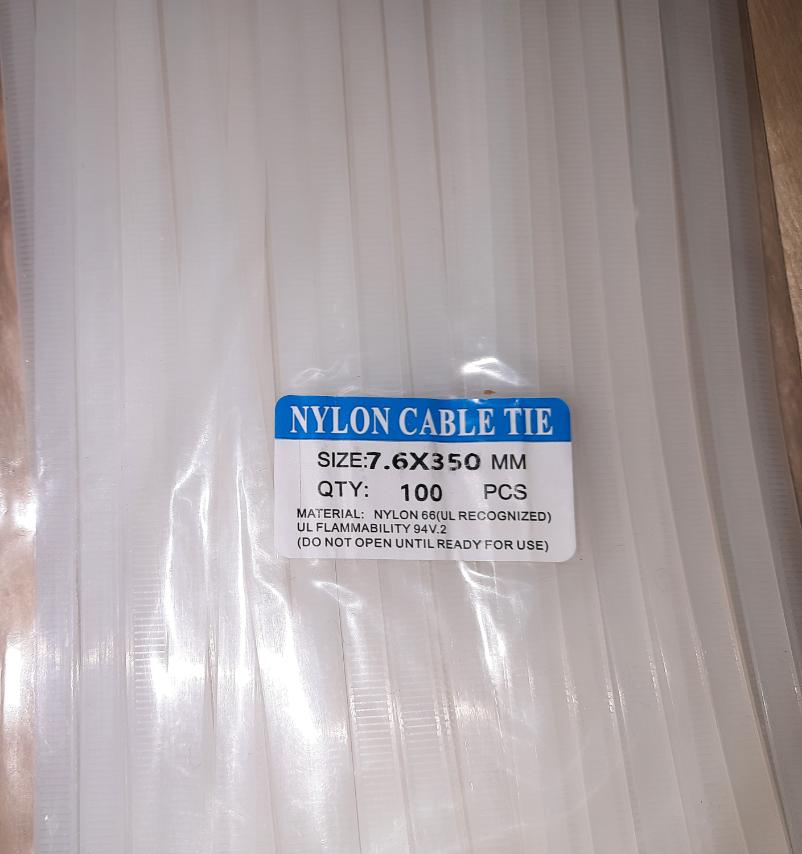 NYLON CABLE TIE
SIZE:7.6X350 MM
QTY: 100 PCS
MATERIAL: NYLON 66(UL RECOGNIZED)
UL FLAMMABILITY 94V.2
(DO NOT OPEN UNTIL READY FOR USE)